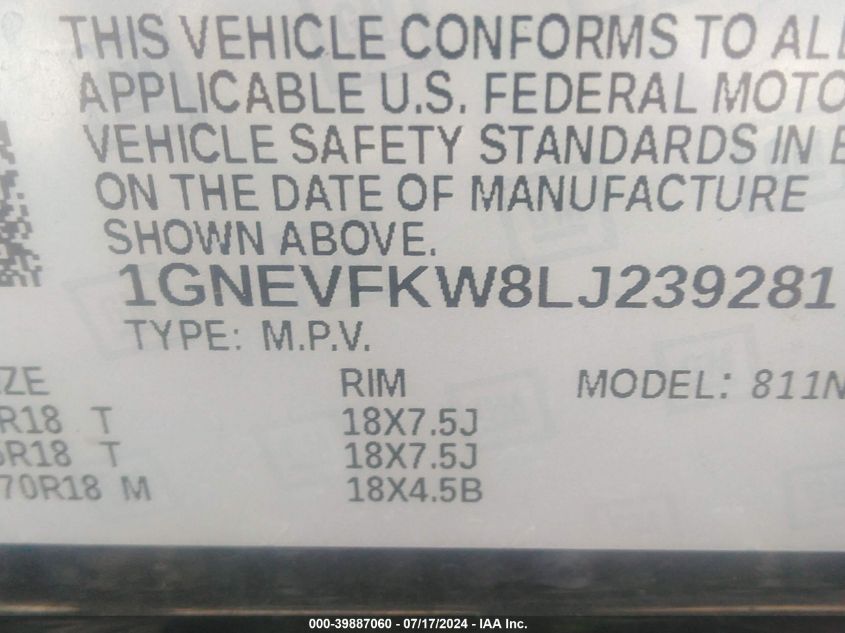 THIS VEHICLE CONFORMS TO ALL
APPLICABLE U.S. FEDERAL MOTO
VEHICLE SAFETY STANDARDS IN E
ON THE DATE OF MANUFACTURE
SHOWN ABOVE.
1GNEVFKW8LJ239281
TYPE: M.P.V.
ZE RIM MODEL: 811N
R18 T 18X7.5J
R18 T 18X7.5J
70R18 M 18X4.5B
000-39887060 - 07/17/2024 - IAA Inc.